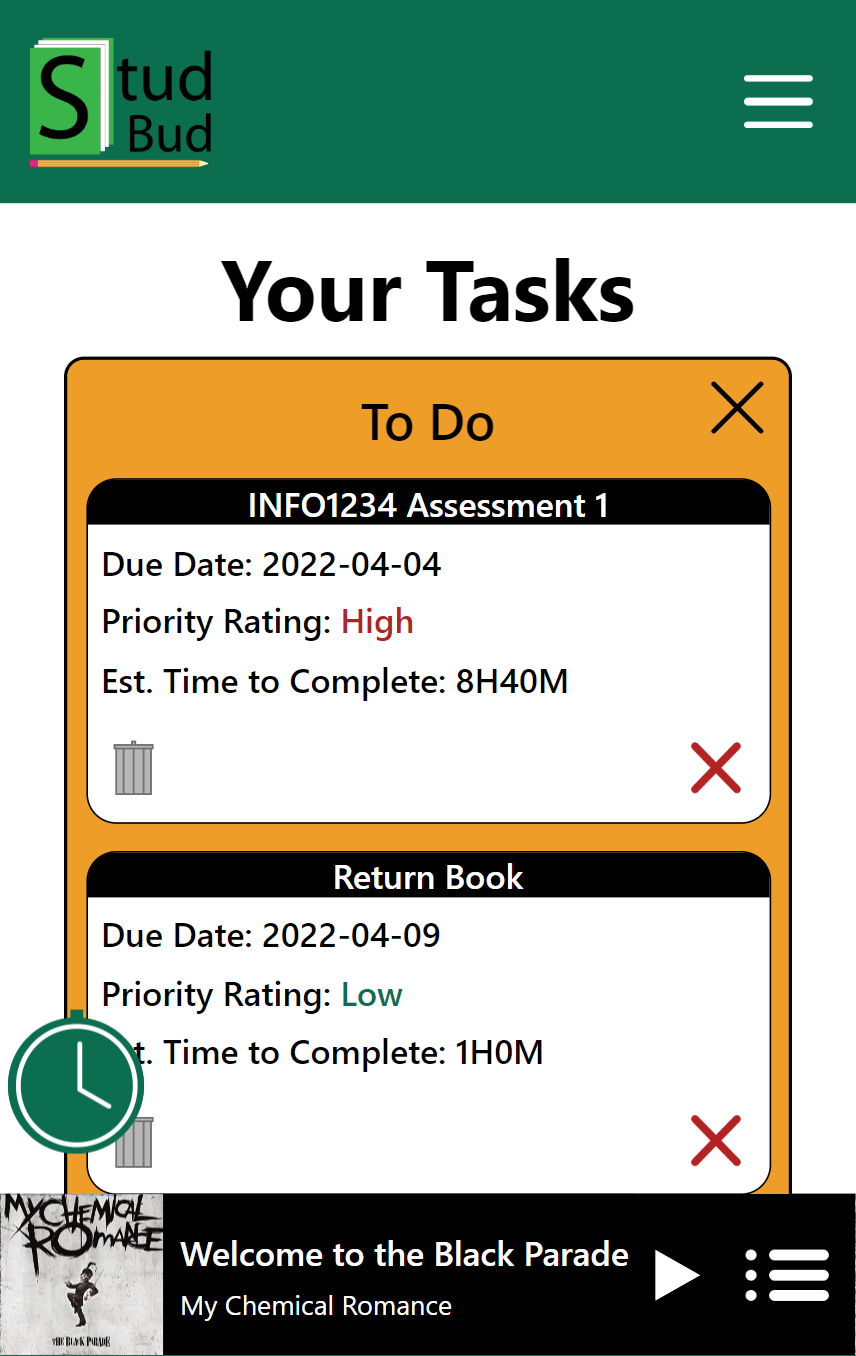 Stud
Bud
Your Tasks
To Do
INFO1234 Assessment 1
Due Date: 2022-04-04
Priority Rating: High
Est. Time to Complete: 8H40M
Return Book
Due Date: 2022-04-09
Priority Rating: Low
t. Time to Complete: 1H0M
MY CHEMICAL
ROMANCE
THE BLACK PARADE
Welcome to the Black Parade
My Chemical Romance